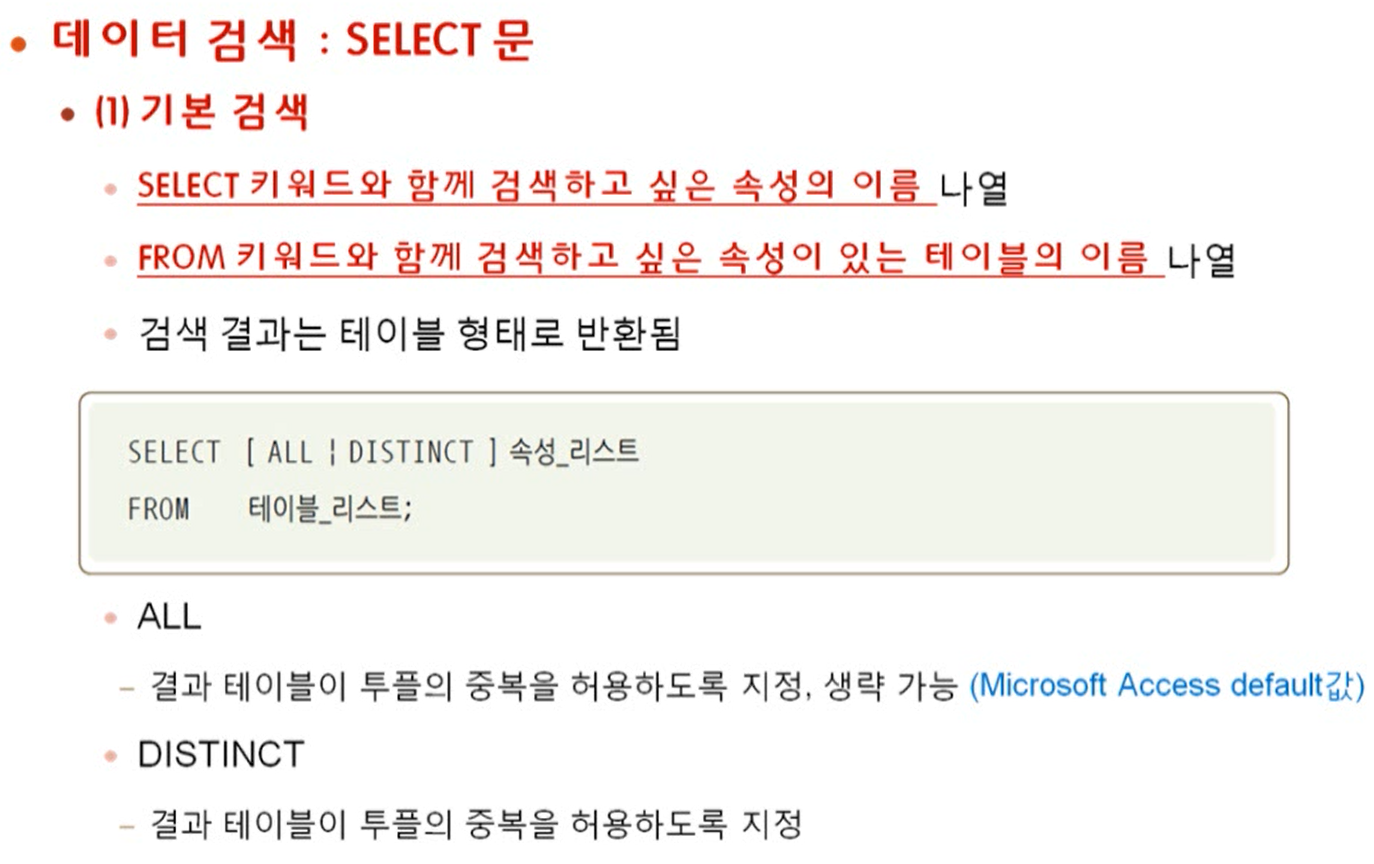 • 데이터 검색 : SELECT 문
• (1) 기본 검색
• SELECT 키워드와 함께 검색하고 싶은 속성의 이름 나열
• FROM 키워드와 함께 검색하고 싶은 속성이 있는 테이블의 이름 나열
• 검색 결과는 테이블 형태로 반환됨
SELECT [ ALL ¦ DISTINCT ] 속성_리스트
FROM 테이블_리스트;
• ALL
– 결과 테이블이 투플의 중복을 허용하도록 지정, 생략 가능 (Microsoft Access default값)
• DISTINCT
– 결과 테이블이 투플의 중복을 허용하도록 지정